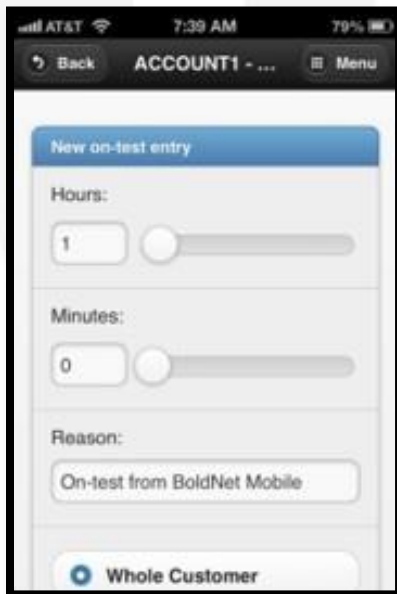 AT&T 7:39 AM 79%
Back ACCOUNT1 - ... Menu
New on-test entry
Hours:
1
Minutes:
0
Reason:
On-test from BoldNet Mobile
Whole Customer